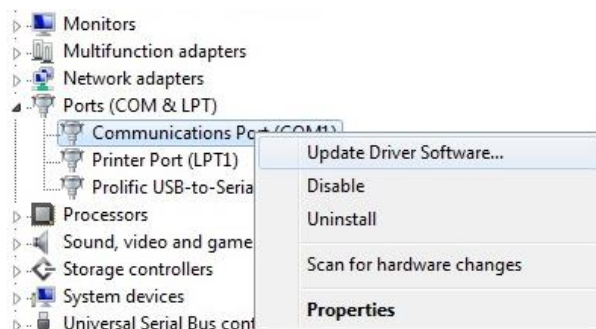 Monitors
Multifunction adapters
Network adapters
Ports (COM & LPT)
Communications Port (COM1)
Printer Port (LPT1)
Prolific USB-to-Seria
Processors
Sound, video and game
Storage controllers
System devices
Universal Serial Bus cont
Update Driver Software...
Disable
Uninstall
Scan for hardware changes
Properties